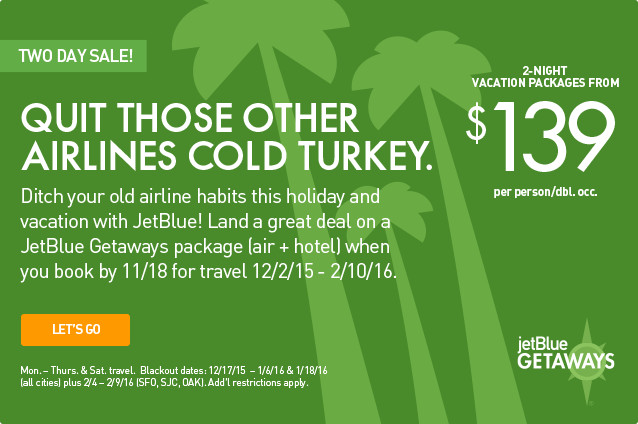 TWO DAY SALE!
2-NIGHT
VACATION PACKAGES FROM
$139
per person/dbl. occ.
QUIT THOSE OTHER
AIRLINES COLD TURKEY.
Ditch your old airline habits this holiday and
vacation with JetBlue! Land a great deal on a
JetBlue Getaways package (air + hotel) when
you book by 11/18 for travel 12/2/15 - 2/10/16.
LET'S GO
Mon. – Thurs. & Sat. travel. Blackout dates: 12/17/15 – 1/6/16 & 1/18/16
(all cities) plus 2/4 – 2/9/16 (SFO, SJC, OAK). Add'l restrictions apply.
jetBlue
GETAWAYS